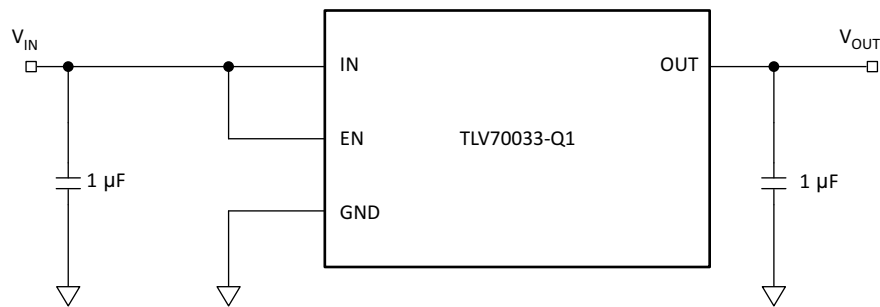 V_IN
V_OUT
IN
OUT
EN
TLV70033-Q1
1 µF
GND
1 µF